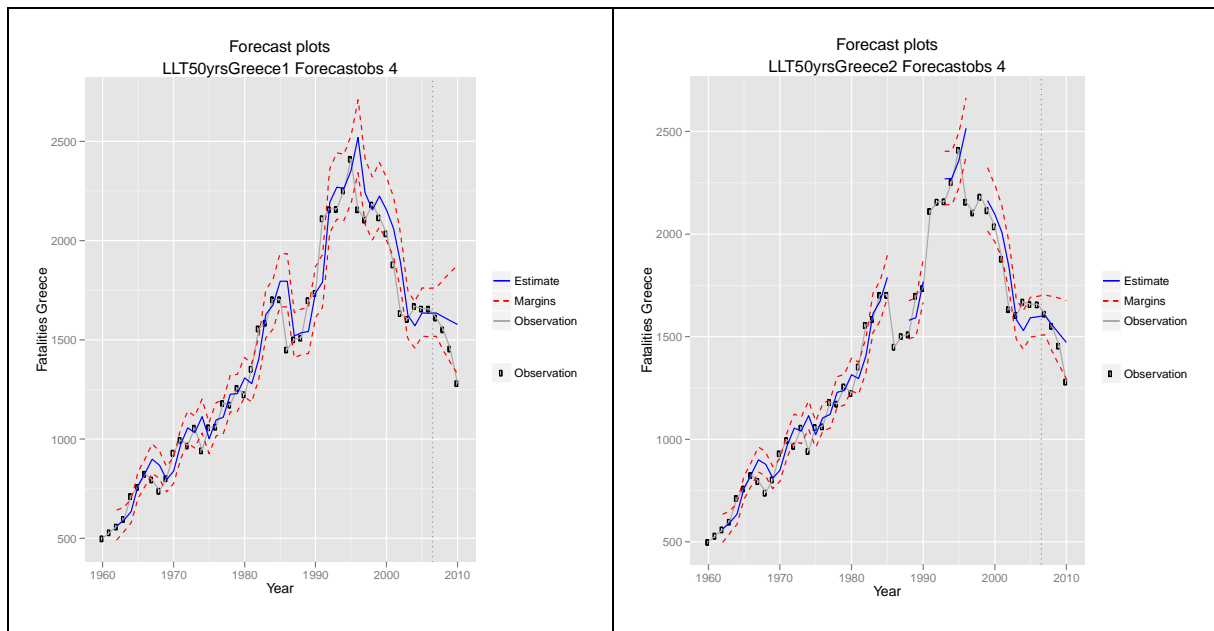 Forecast plots
LLT50yrsGreece1 Forecastobs 4
2500
2000
1500
1000
500
Fatalities Greece
1960 1970 1980 1990 2000 2010
Year
Estimate
Margins
Observation
Observation
Forecast plots
LLT50yrsGreece2 Forecastobs 4
2500
2000
1500
1000
500
Fatalities Greece
1960 1970 1980 1990 2000 2010
Year
Estimate
Margins
Observation
Observation